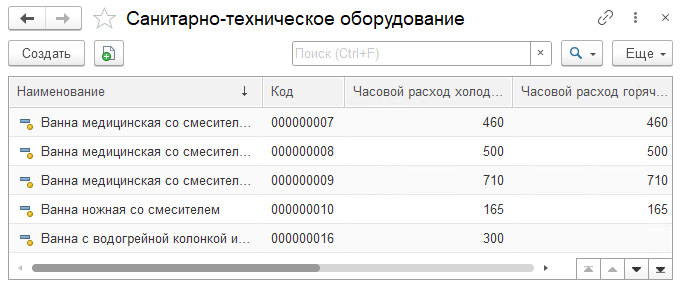 Санитарно-техническое оборудование
Создать Поиск (Ctrl+F) × Еще
Наименование ↓ Код Часовой расход холод... Часовой расход горяч...
Ванна медицинская со смесител... 000000007 460 460
Ванна медицинская со смесител... 000000008 500 500
Ванна медицинская со смесител... 000000009 710 710
Ванна ножная со смесителем 000000010 165 165
Ванна с водогрейной колонкой и... 000000016 300